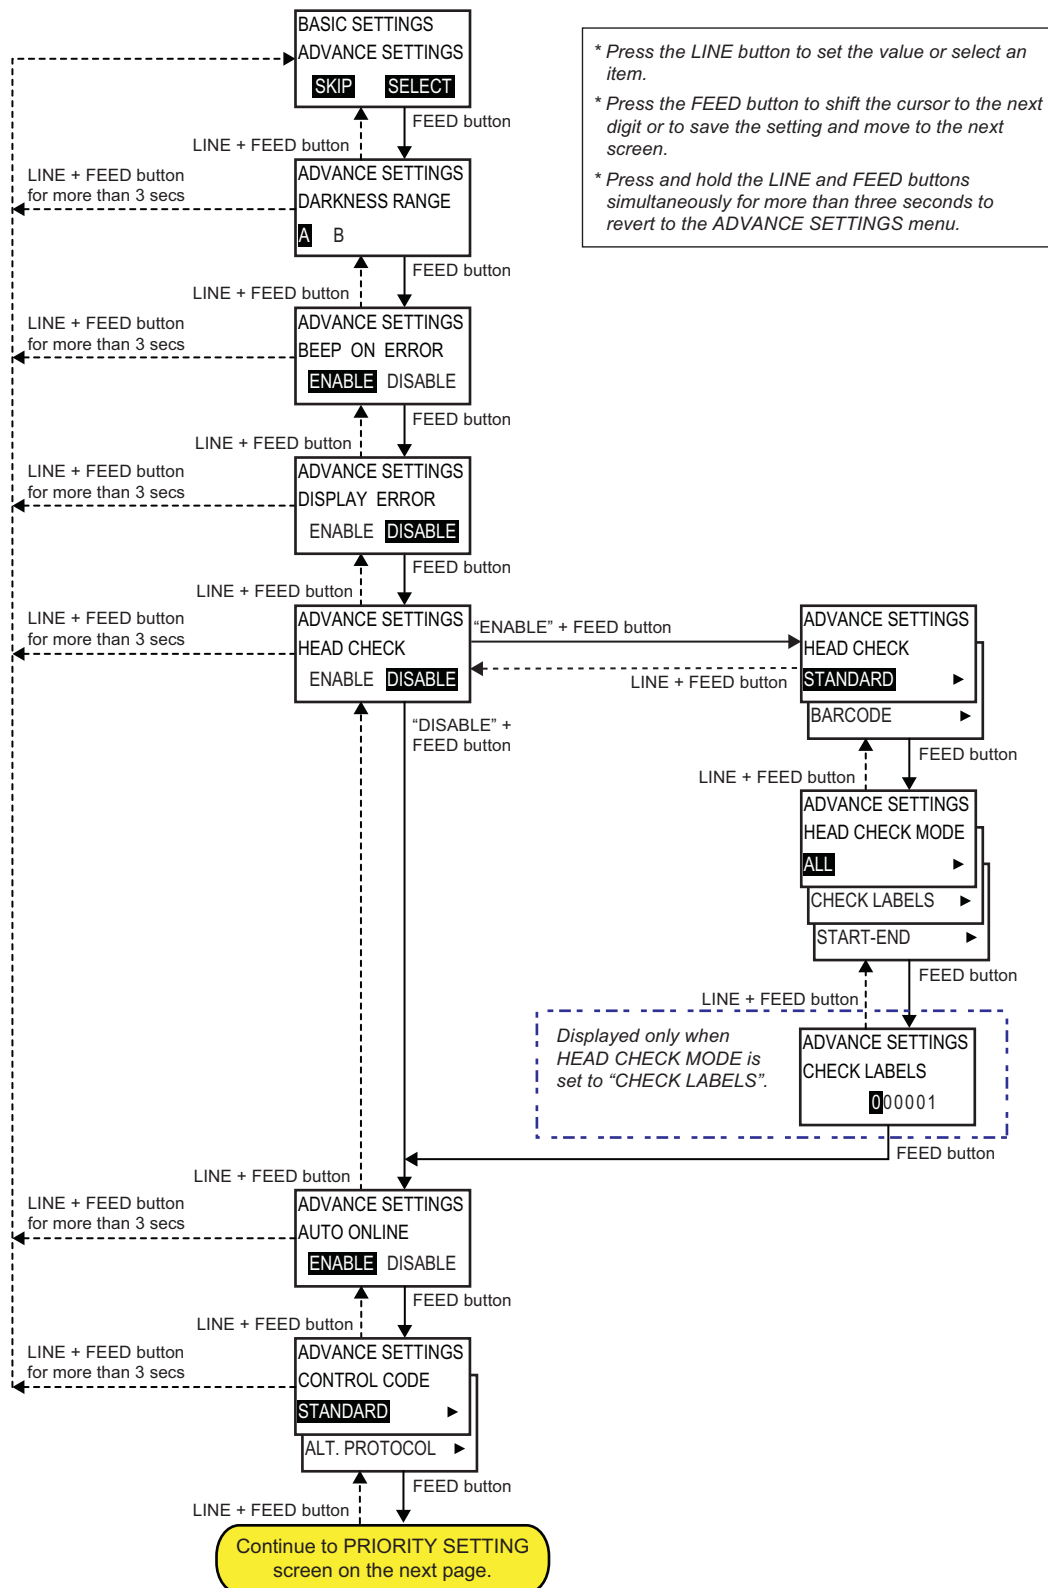 BASIC SETTINGS
ADVANCE SETTINGS
SKIP SELECT
* Press the LINE button to set the value or select an
item.
* Press the FEED button to shift the cursor to the next
digit or to save the setting and move to the next
screen.
* Press and hold the LINE and FEED buttons
simultaneously for more than three seconds to
revert to the ADVANCE SETTINGS menu.
FEED button
LINE + FEED button
LINE + FEED button
for more than 3 secs
ADVANCE SETTINGS
DARKNESS RANGE
A B
FEED button
LINE + FEED button
LINE + FEED button
for more than 3 secs
ADVANCE SETTINGS
BEEP ON ERROR
ENABLE DISABLE
FEED button
LINE + FEED button
LINE + FEED button
for more than 3 secs
ADVANCE SETTINGS
DISPLAY ERROR
ENABLE DISABLE
FEED button
LINE + FEED button
LINE + FEED button
for more than 3 secs
ADVANCE SETTINGS
HEAD CHECK
ENABLE DISABLE
"ENABLE" + FEED button
LINE + FEED button
"DISABLE" +
FEED button
ADVANCE SETTINGS
HEAD CHECK
STANDARD ►
BARCODE ►
FEED button
LINE + FEED button
ADVANCE SETTINGS
HEAD CHECK MODE
ALL ►
CHECK LABELS ►
START-END ►
FEED button
LINE + FEED button
Displayed only when
HEAD CHECK MODE is
set to "CHECK LABELS".
ADVANCE SETTINGS
CHECK LABELS
000001
FEED button
LINE + FEED button
LINE + FEED button
for more than 3 secs
ADVANCE SETTINGS
AUTO ONLINE
ENABLE DISABLE
FEED button
LINE + FEED button
LINE + FEED button
for more than 3 secs
ADVANCE SETTINGS
CONTROL CODE
STANDARD ►
ALT. PROTOCOL ►
FEED button
LINE + FEED button
Continue to PRIORITY SETTING
screen on the next page.